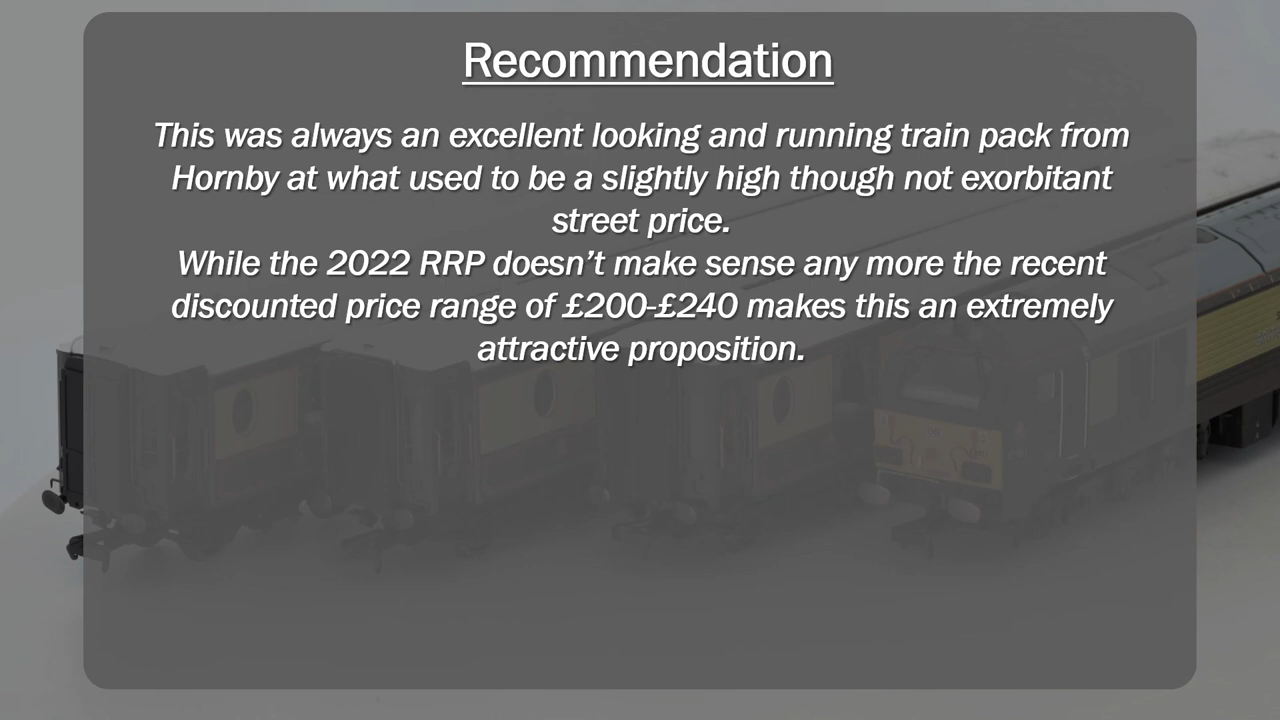 Recommendation
This was always an excellent looking and running train pack from
Hornby at what used to be a slightly high though not exorbitant
street price.
While the 2022 RRP doesn’t make sense any more the recent
discounted price range of £200-£240 makes this an extremely
attractive proposition.